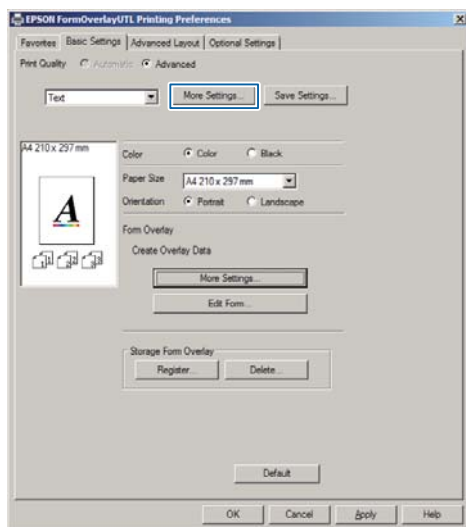 EPSON FormOverlayUTL Printing Preferences
Favorites Basic Settings Advanced Layout Optional Settings
Print Quality Automatic Advanced
Text More Settings... Save Settings...
A4 210 x 297 mm
Color Color Black
Paper Size A4 210 x 297 mm
Orientation Portrait Landscape
A
Form Overlay
Create Overlay Data
More Settings...
Edit Form...
Storage Form Overlay
Register... Delete...
Default
OK Cancel Apply Help